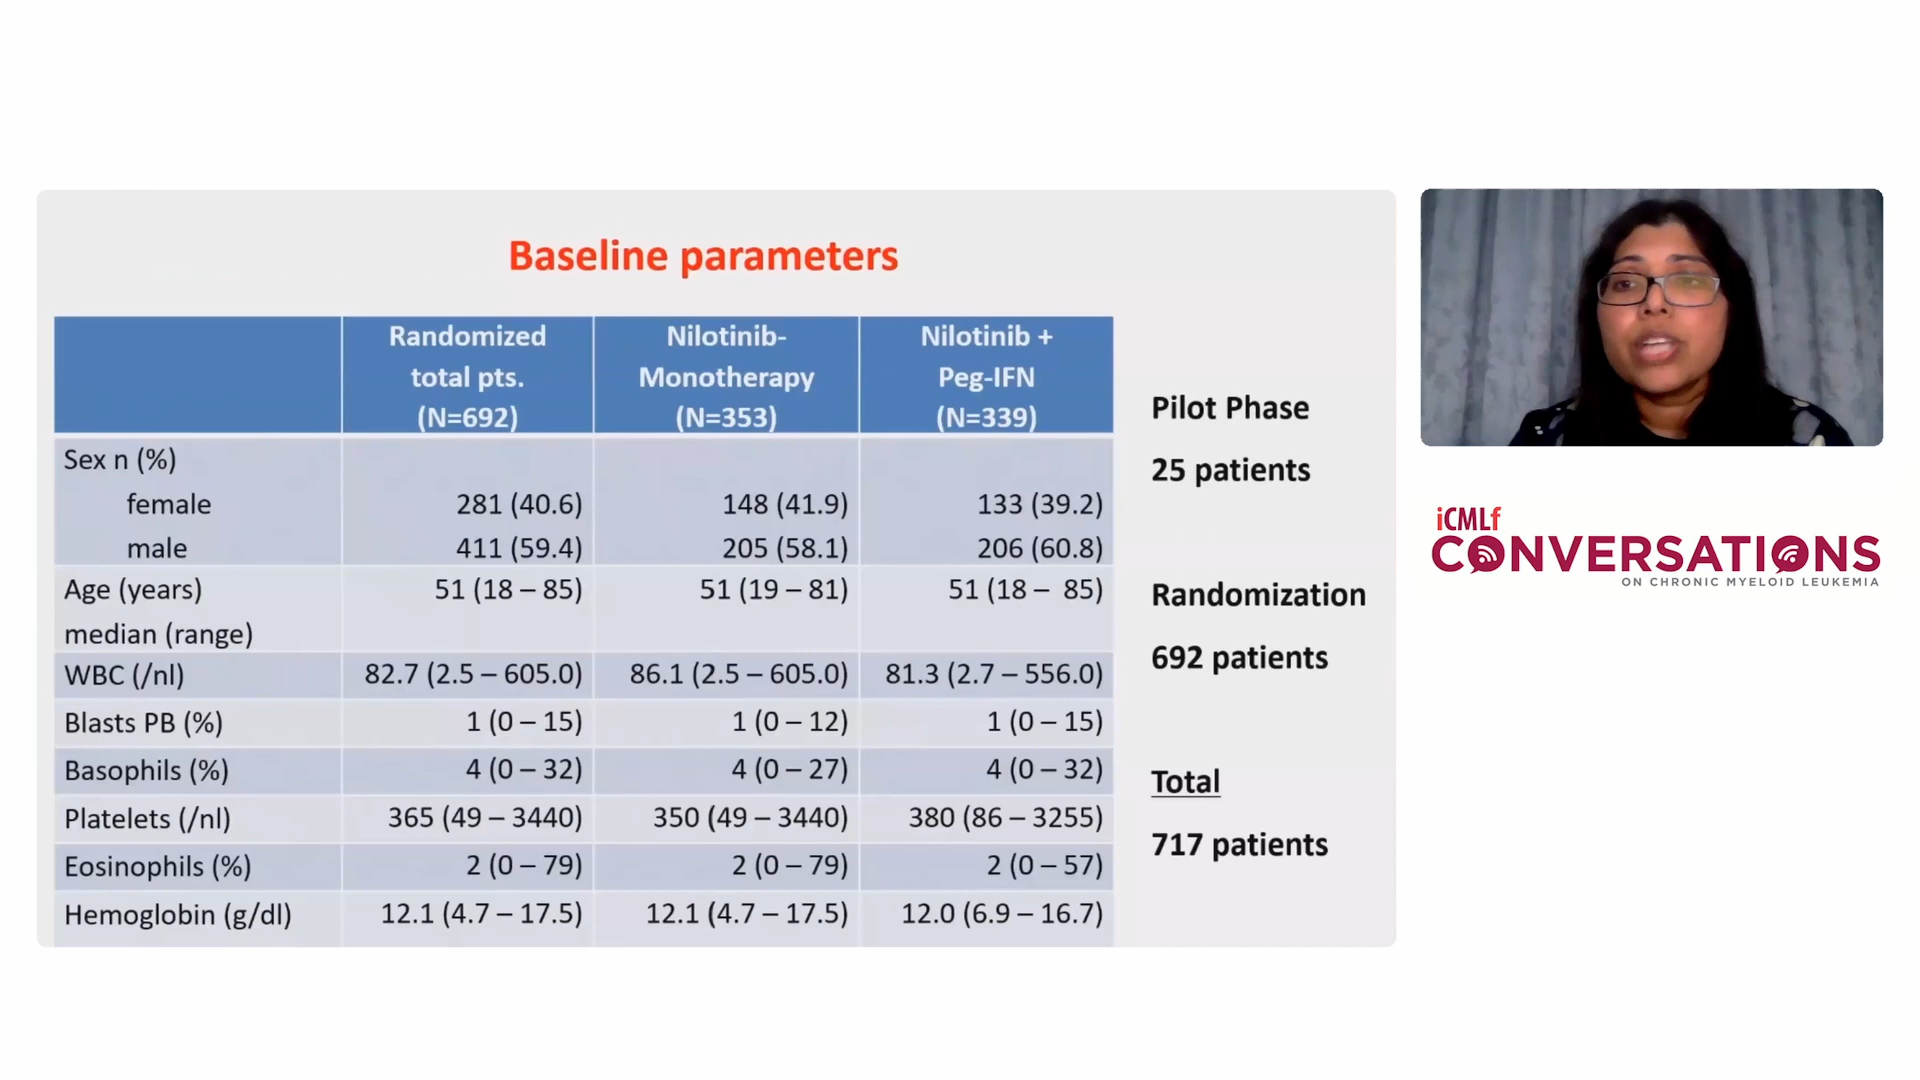 Baseline parameters
Randomized total pts. (N=692) Nilotinib-Monotherapy (N=353) Nilotinib + Peg-IFN (N=339)
Sex n (%)
female 281 (40.6) 148 (41.9) 133 (39.2)
male 411 (59.4) 205 (58.1) 206 (60.8)
Age (years) 51 (18 – 85) 51 (19 – 81) 51 (18 – 85)
median (range)
WBC (/nl) 82.7 (2.5 – 605.0) 86.1 (2.5 – 605.0) 81.3 (2.7 – 556.0)
Blasts PB (%) 1 (0 – 15) 1 (0 – 12) 1 (0 – 15)
Basophils (%) 4 (0 – 32) 4 (0 – 27) 4 (0 – 32)
Platelets (/nl) 365 (49 – 3440) 350 (49 – 3440) 380 (86 – 3255)
Eosinophils (%) 2 (0 – 79) 2 (0 – 79) 2 (0 – 57)
Hemoglobin (g/dl) 12.1 (4.7 – 17.5) 12.1 (4.7 – 17.5) 12.0 (6.9 – 16.7)
Pilot Phase
25 patients
Randomization
692 patients
Total
717 patients
iCMLf
CONVERSATIONS
ON CHRONIC MYELOID LEUKEMIA